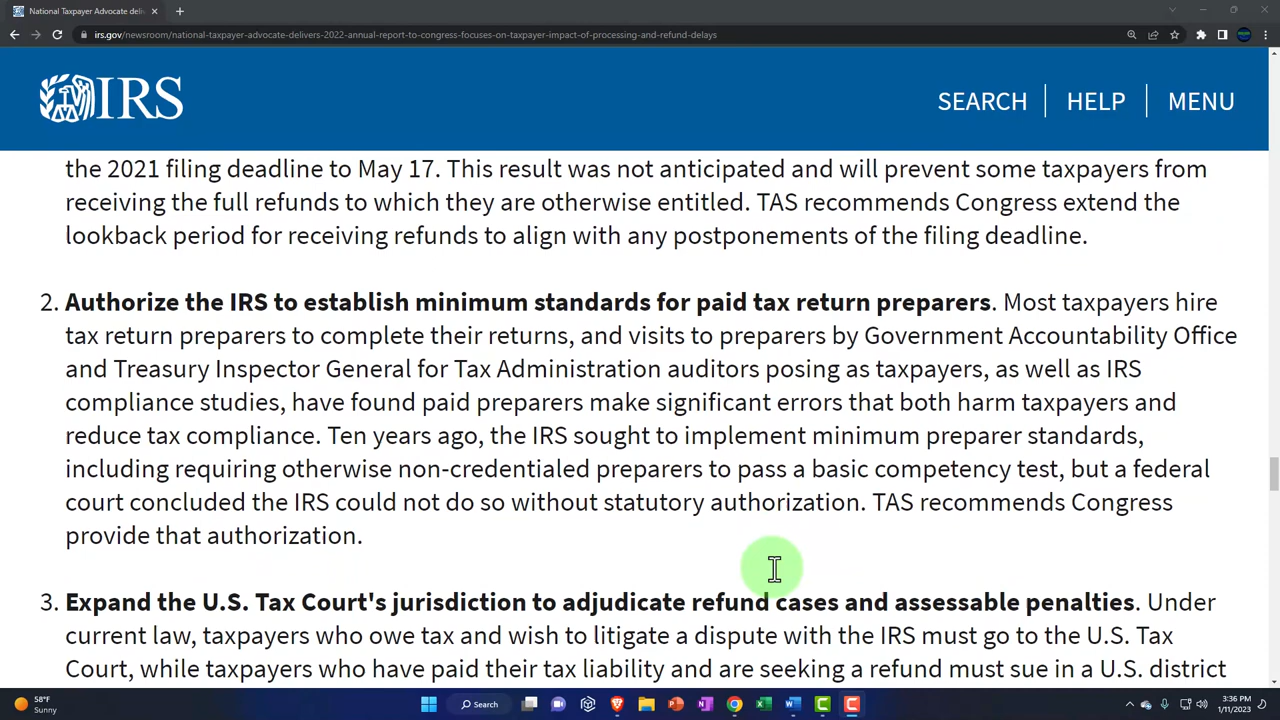 National Taxpayer Advocate deliv
irs.gov/newsroom/national-taxpayer-advocate-delivers-2022-annual-report-to-congress-focuses-on-taxpayer-impact-of-processing-and-refund-delays
IRS
SEARCH
HELP
MENU
the 2021 filing deadline to May 17. This result was not anticipated and will prevent some taxpayers from
receiving the full refunds to which they are otherwise entitled. TAS recommends Congress extend the
lookback period for receiving refunds to align with any postponements of the filing deadline.
2. Authorize the IRS to establish minimum standards for paid tax return preparers. Most taxpayers hire
tax return preparers to complete their returns, and visits to preparers by Government Accountability Office
and Treasury Inspector General for Tax Administration auditors posing as taxpayers, as well as IRS
compliance studies, have found paid preparers make significant errors that both harm taxpayers and
reduce tax compliance. Ten years ago, the IRS sought to implement minimum preparer standards,
including requiring otherwise non-credentialed preparers to pass a basic competency test, but a federal
court concluded the IRS could not do so without statutory authorization. TAS recommends Congress
provide that authorization.
3. Expand the U.S. Tax Court's jurisdiction to adjudicate refund cases and assessable penalties. Under
current law, taxpayers who owe tax and wish to litigate a dispute with the IRS must go to the U.S. Tax
Court, while taxpayers who have paid their tax liability and are seeking a refund must sue in a U.S. district
58°F
Sunny
Search
3:36 PM
1/11/2023